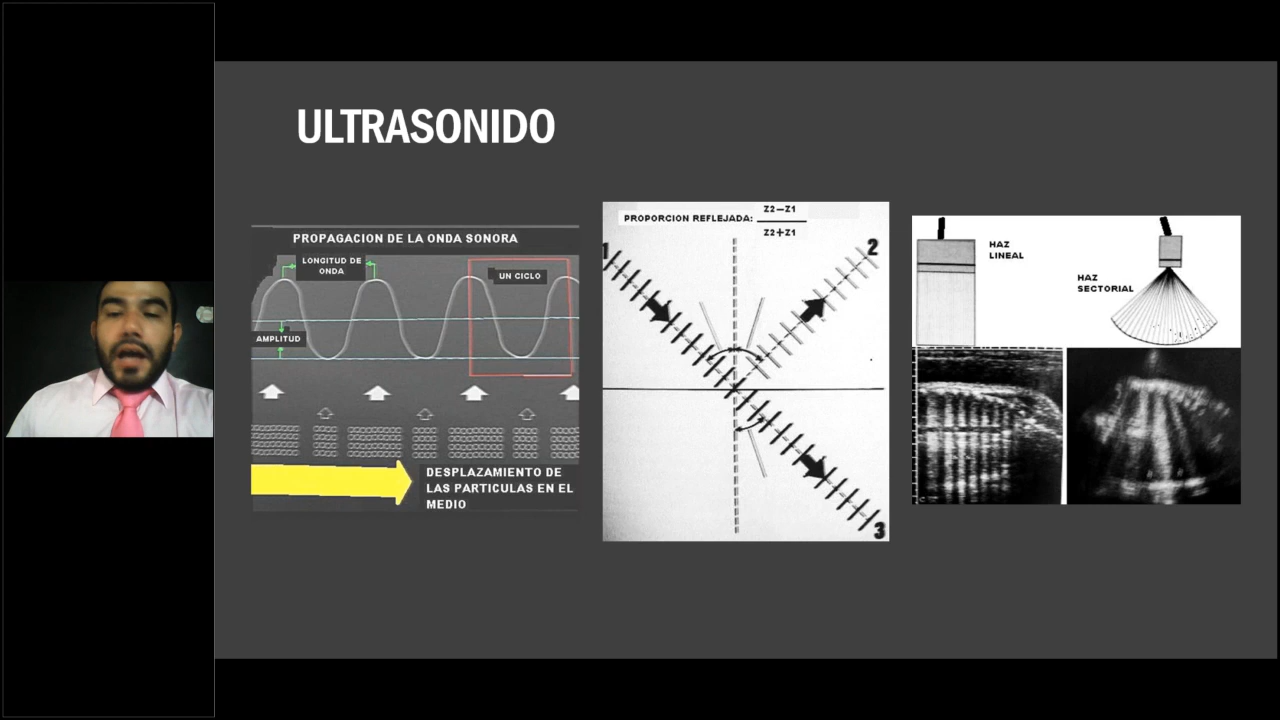 ULTRASONIDO
PROPAGACION DE LA ONDA SONORA
LONGITUD DE
ONDA
UN CICLO
AMPLITUD
DESPLAZAMIENTO DE
LAS PARTICULAS EN EL
MEDIO
PROPORCION REFLEJADA:
Z2−Z1
Z2+Z1
1
2
3
HAZ
LINEAL
HAZ
SECTORIAL